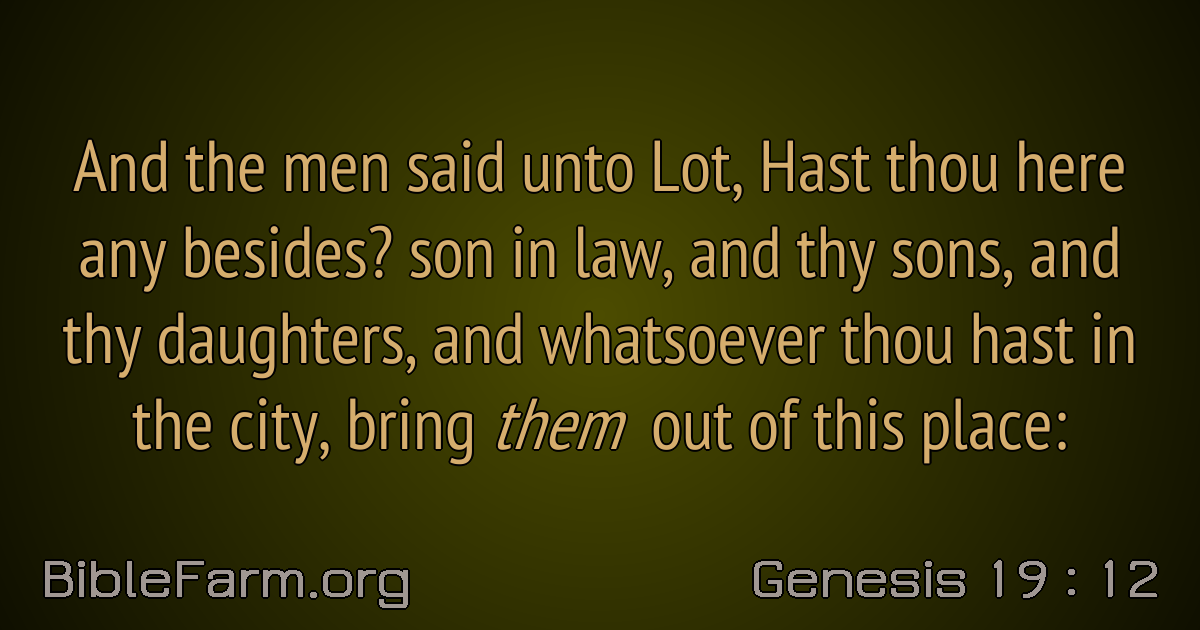 And the men said unto Lot, Hast thou here
any besides? son in law, and thy sons, and
thy daughters, and whatsoever thou hast in
the city, bring them out of this place:
BibleFarm.org
Genesis 19 : 12